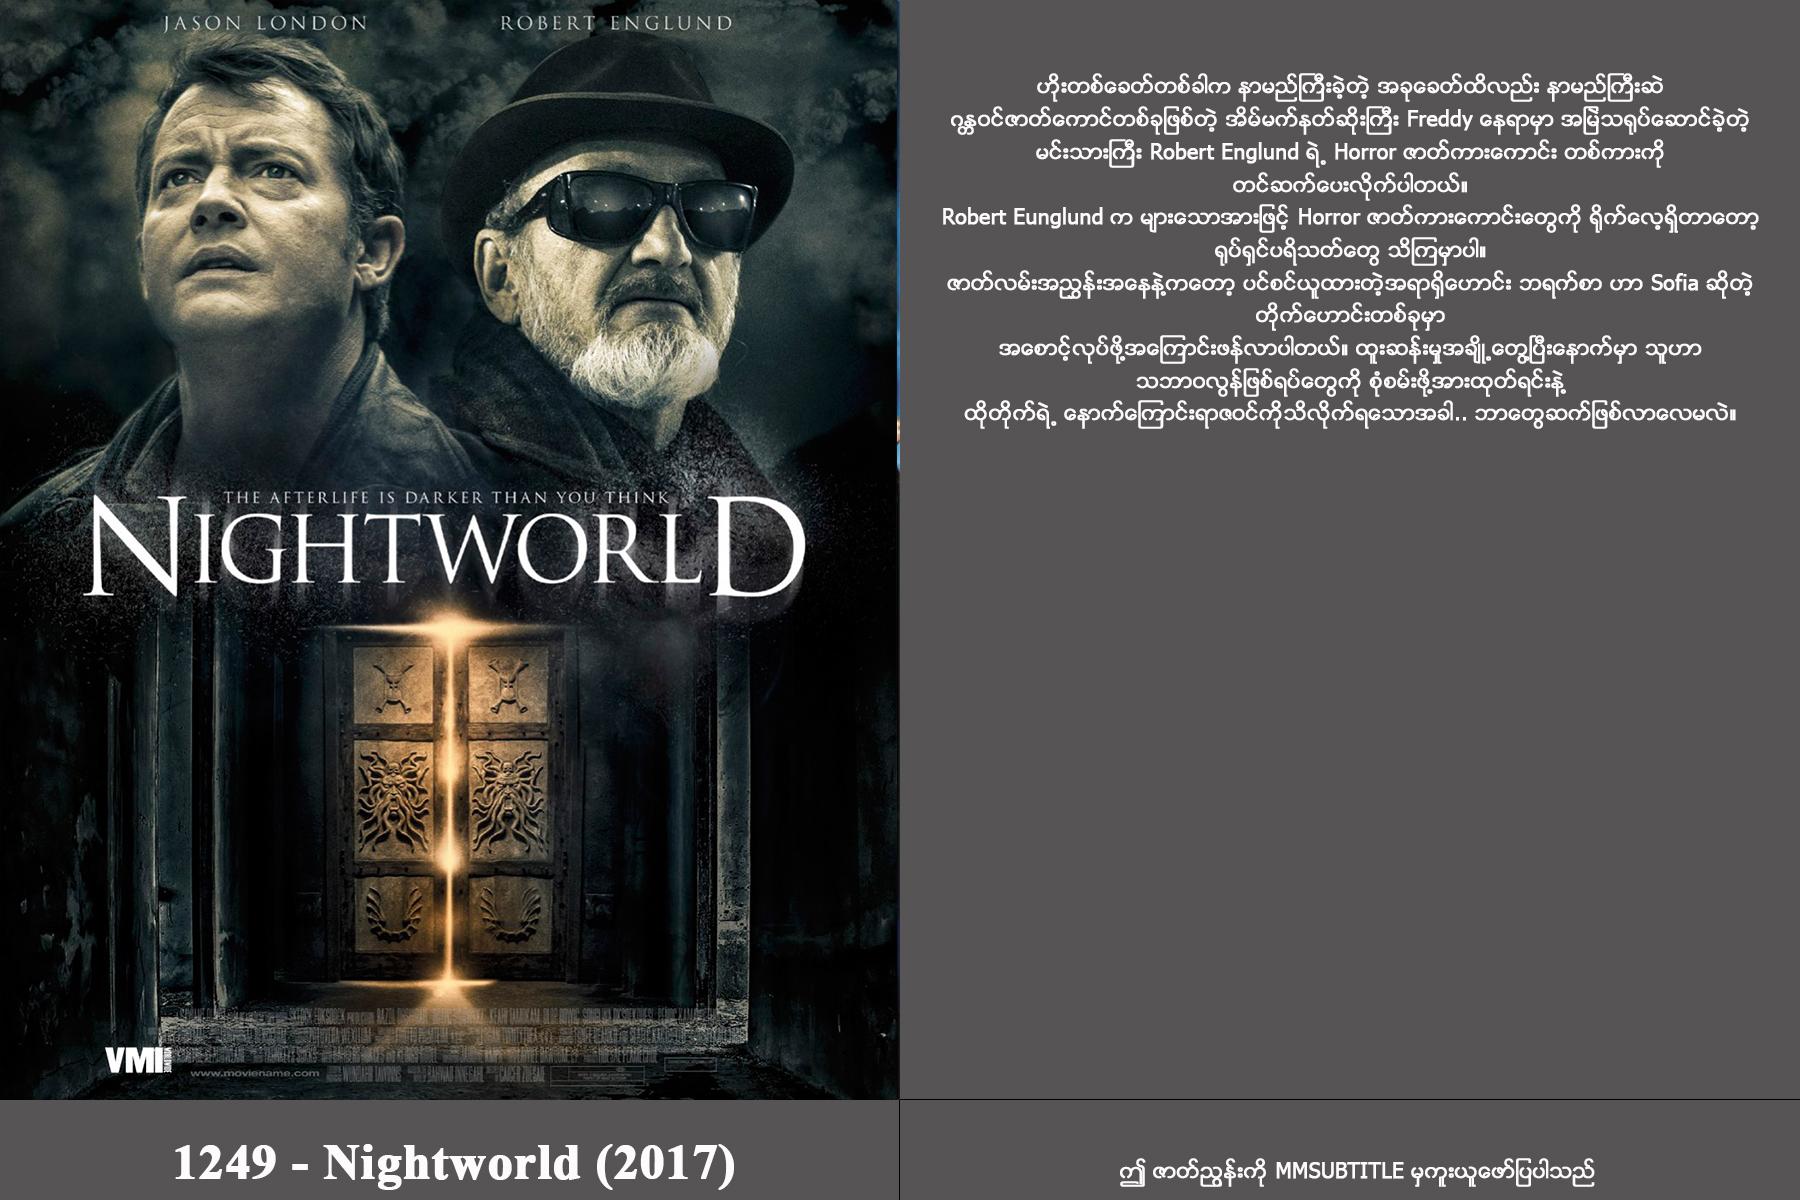 JASON LONDON
ROBERT ENGLUND
THE AFTERLIFE IS DARKER THAN YOU THINK
NIGHTWORLD
VMI
www.moviename.com
1249 - Nightworld (2017)
ဟိုးတစ်ခေတ်တစ်ခါက နာမည်ကြီးခဲ့တဲ့ အခုခေတ်ထိလည်း နာမည်ကြီးဆဲ
ဂန္တဝင်ဇာတ်ကောင်တစ်ခုဖြစ်တဲ့ အိမ်မက်နတ်ဆိုးကြီး Freddy နေရာမှာ အမြဲသရုပ်ဆောင်ခဲ့တဲ့
မင်းသားကြီး Robert Englund ရဲ့ Horror ဇာတ်ကားကောင်း တစ်ကားကို
တင်ဆက်ပေးလိုက်ပါတယ်။
Robert Eunglund က များသောအားဖြင့် Horror ဇာတ်ကားကောင်းတွေကို ရိုက်လေ့ရှိတာတော့
ရုပ်ရှင်ပရိသတ်တွေ သိကြမှာပါ။
ဇာတ်လမ်းအညွှန်းအနေနဲ့ကတော့ ပင်စင်ယူထားတဲ့အရာရှိဟောင်း ဘရက်စာ ဟာ Sofia ဆိုတဲ့
တိုက်ဟောင်းတစ်ခုမှာ
အစောင့်လုပ်ဖို့အကြောင်းဖန်လာပါတယ်။ ထူးဆန်းမှုအချို့တွေ့ပြီးနောက်မှာ သူဟာ
သဘာဝလွန်ဖြစ်ရပ်တွေကို စုံစမ်းဖို့အားထုတ်ရင်းနဲ့
ထိုတိုက်ရဲ့ နောက်ကြောင်းရာဇဝင်ကိုသိလိုက်ရသောအခါ.. ဘာတွေဆက်ဖြစ်လာလေမလဲ။
ဤ ဇာတ်ညွှန်းကို MMSUBTITLE မှကူးယူဖော်ပြပါသည်